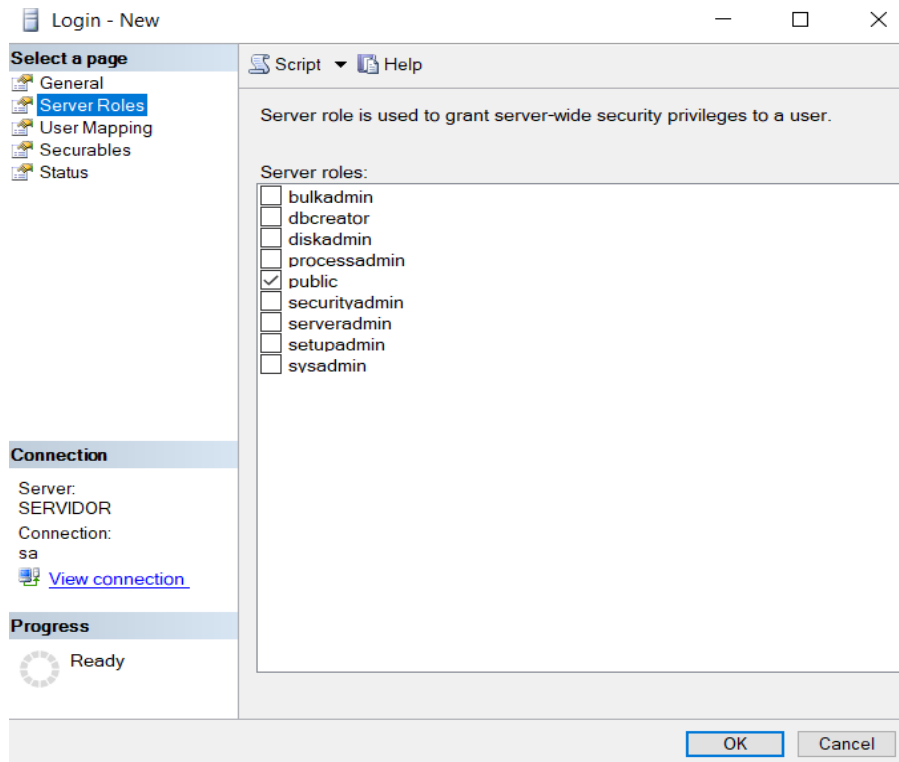 Login - New
Select a page
General
Server Roles
User Mapping
Securables
Status
Script
Help
Server role is used to grant server-wide security privileges to a user.
Server roles:
bulkadmin
dbcreator
diskadmin
processadmin
public
securityadmin
serveradmin
setupadmin
sysadmin
Connection
Server:
SERVIDOR
Connection:
sa
View connection
Progress
Ready
OK
Cancel